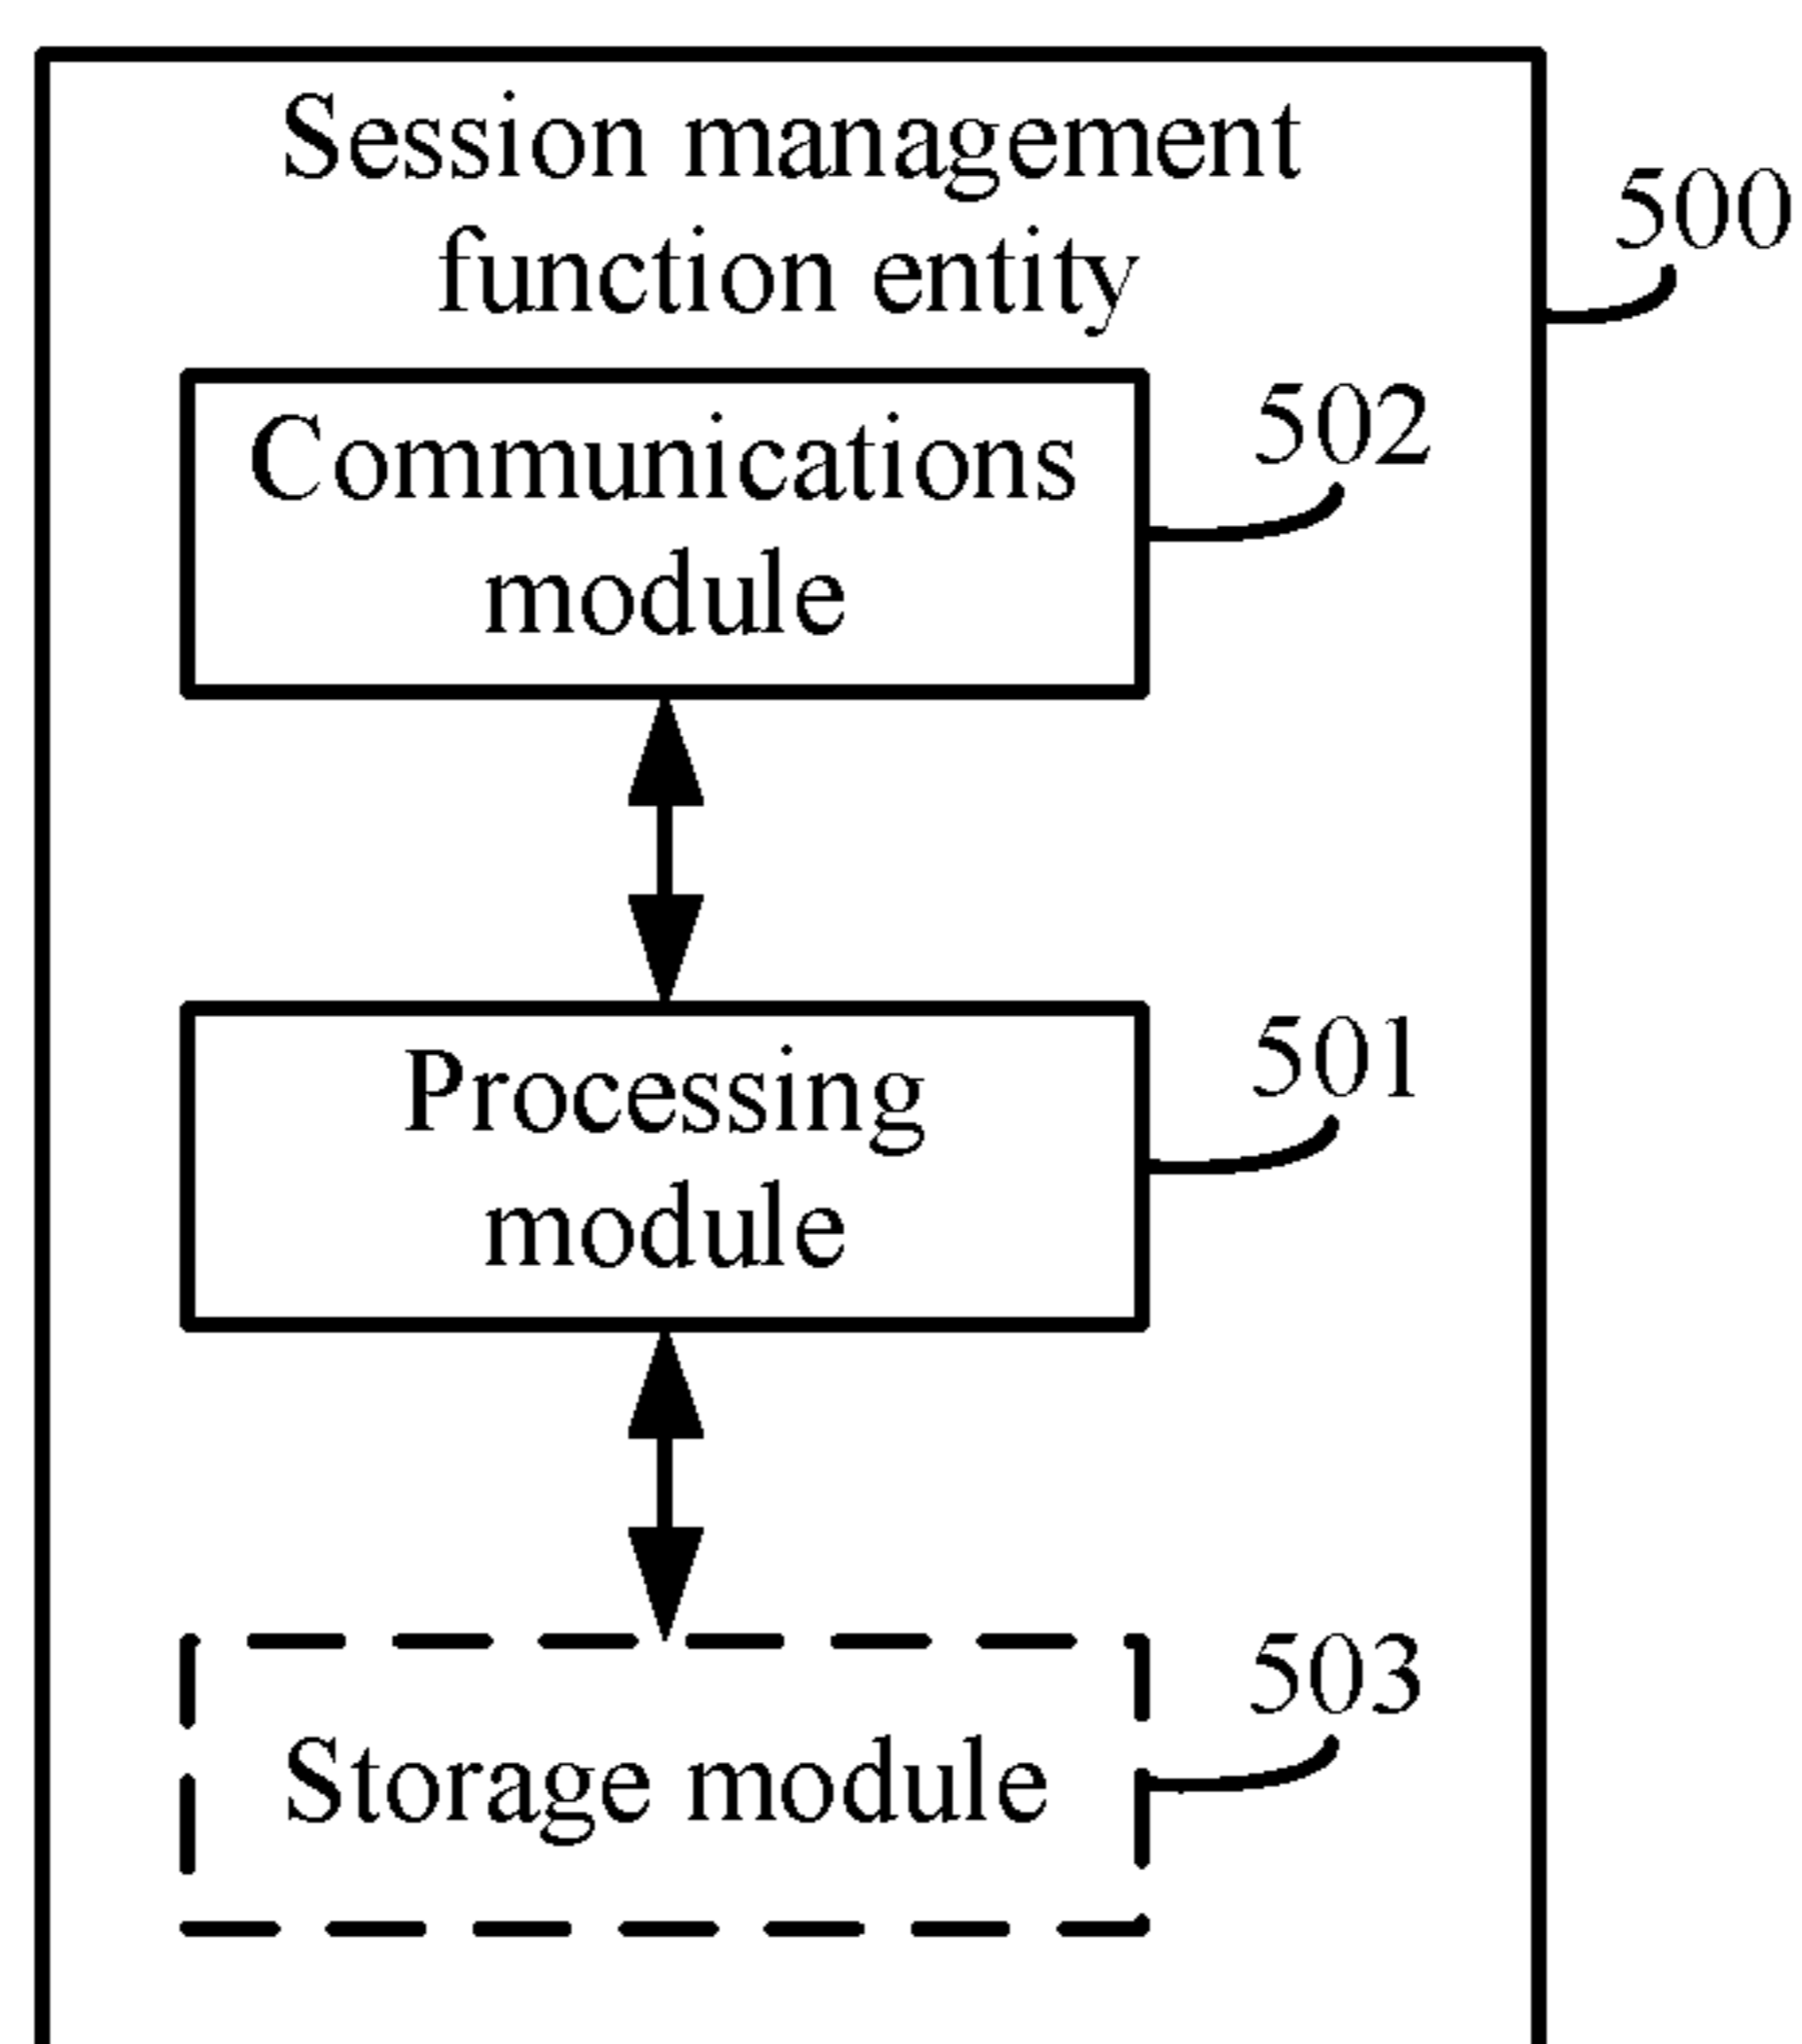 Session management
function entity
500
Communications
module
502
Processing
module
501
Storage module
503